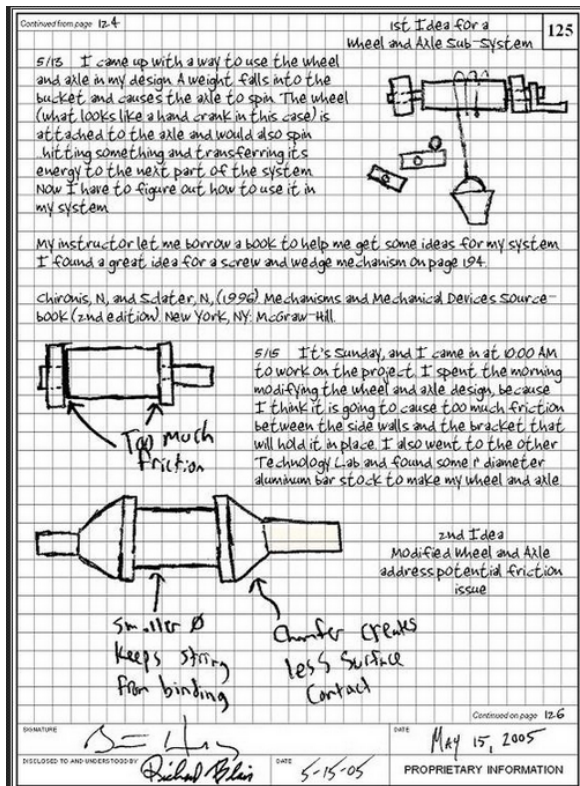 Continued from page 124
1st Idea for a
Wheel and Axle Sub-System
125
5/13 I came up with a way to use the wheel
and axle in my design. A weight falls into the
bucket and causes the axle to spin. The wheel
(what looks like a hand crank in this case) is
attached to the axle and would also spin
..hitting something and transferring its
energy to the next part of the system.
Now I have to figure out how to use it in
my system.
My instructor let me borrow a book to help me get some ideas for my system.
I found a great idea for a screw and wedge mechanism on page 194.
Chironis, N., and Sclater, N., (1996). Mechanisms and Mechanical Devices Source-
book (2nd edition). New York, NY: McGraw-Hill.
5/15 It's Sunday, and I came in at 10:00 AM
to work on the project. I spent the morning
modifying the wheel and axle design, because
I think it is going to cause too much friction
between the side walls and the bracket that
will hold it in place. I also went to the other
Technology Lab and found some 1" diameter
aluminum bar stock to make my wheel and axle.
Too Much
friction
2nd Idea
Modified Wheel and Axle
address potential friction
issue
Smaller Ø
Keeps String
from binding
Chamfer creates
less Surface
Contact
Continued on page 126
SIGNATURE
DATE
MAY 15, 2005
DISCLOSED TO AND UNDERSTOOD BY
Richard Blais
DATE
5-15-05
PROPRIETARY INFORMATION